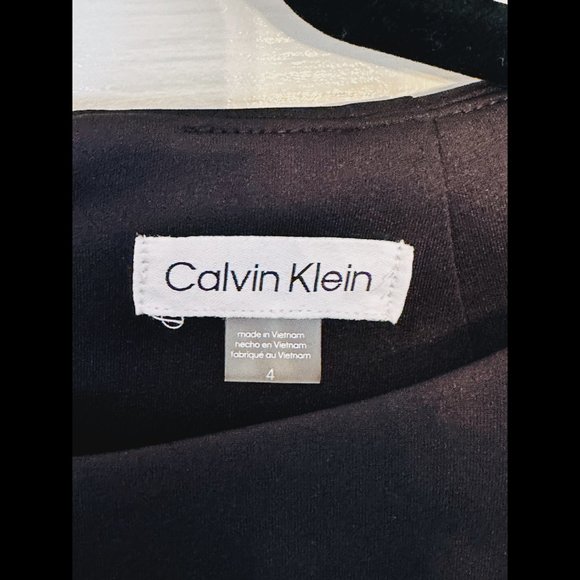 Calvin Klein
made in Vietnam
hecho en Vietnam
fabriqué au Vietnam
4